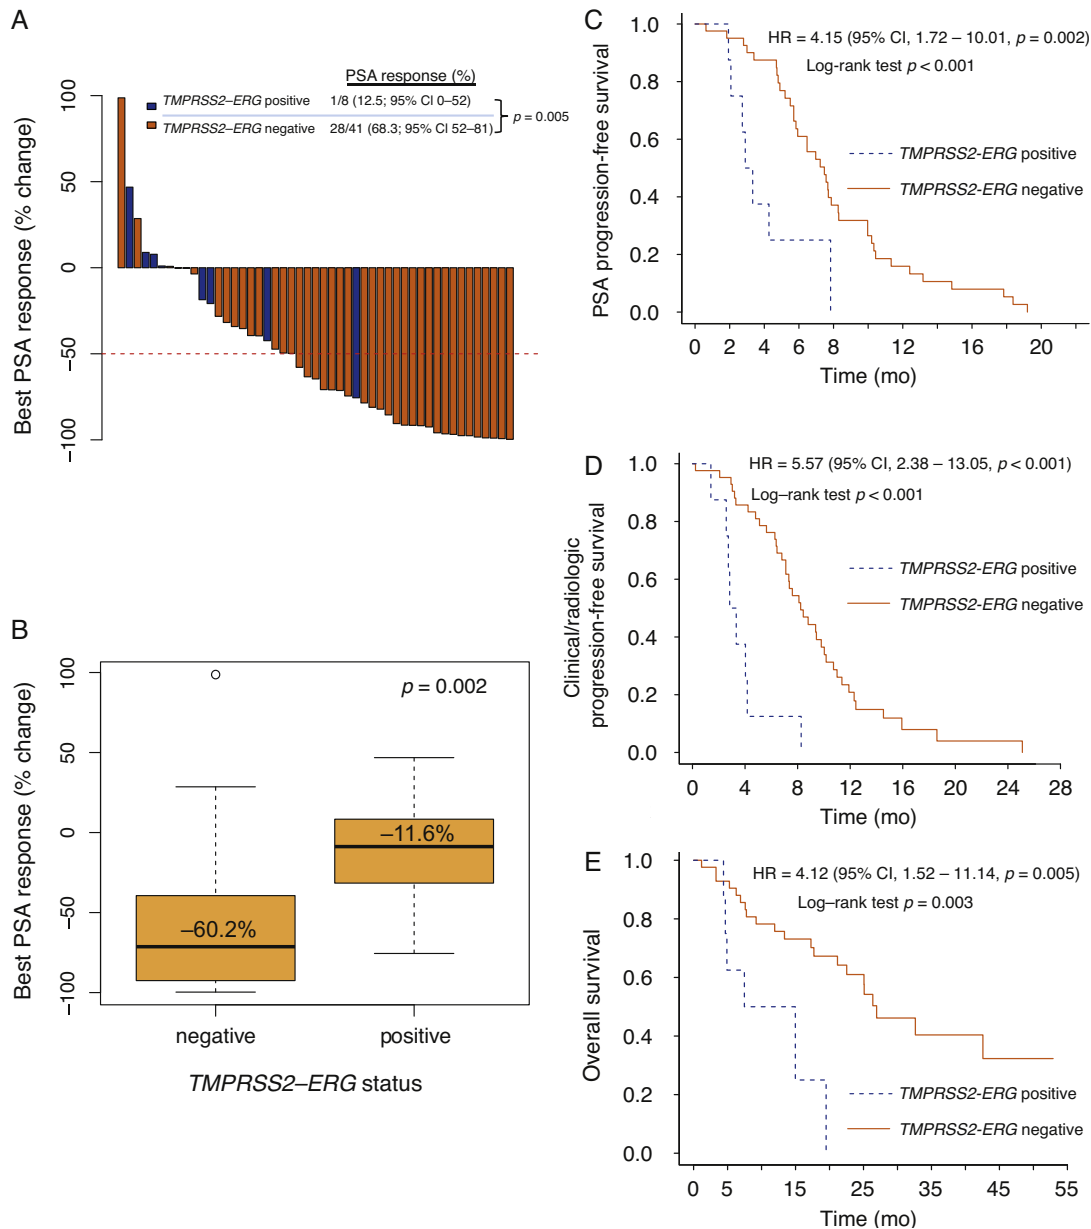 A
PSA response (%)
TMPRSS2–ERG positive 1/8 (12.5; 95% CI 0–52)
TMPRSS2–ERG negative 28/41 (68.3; 95% CI 52–81)
p = 0.005
Best PSA response (% change)
100
50
0
−50
−100
B
p = 0.002
Best PSA response (% change)
100
50
0
−50
−100
–60.2%
–11.6%
negative positive
TMPRSS2–ERG status
C
HR = 4.15 (95% CI, 1.72 – 10.01, p = 0.002)
Log-rank test p < 0.001
TMPRSS2-ERG positive
TMPRSS2-ERG negative
PSA progression-free survival
1.0
0.8
0.6
0.4
0.2
0.0
0 2 4 6 8 12 16 20
Time (mo)
D
HR = 5.57 (95% CI, 2.38 – 13.05, p < 0.001)
Log–rank test p < 0.001
TMPRSS2-ERG positive
TMPRSS2-ERG negative
Clinical/radiologic
progression-free survival
1.0
0.8
0.6
0.4
0.2
0.0
0 4 8 12 16 20 24 28
Time (mo)
E
HR = 4.12 (95% CI, 1.52 – 11.14, p = 0.005)
Log–rank test p = 0.003
TMPRSS2-ERG positive
TMPRSS2-ERG negative
Overall survival
1.0
0.8
0.6
0.4
0.2
0.0
0 5 15 25 35 45 55
Time (mo)